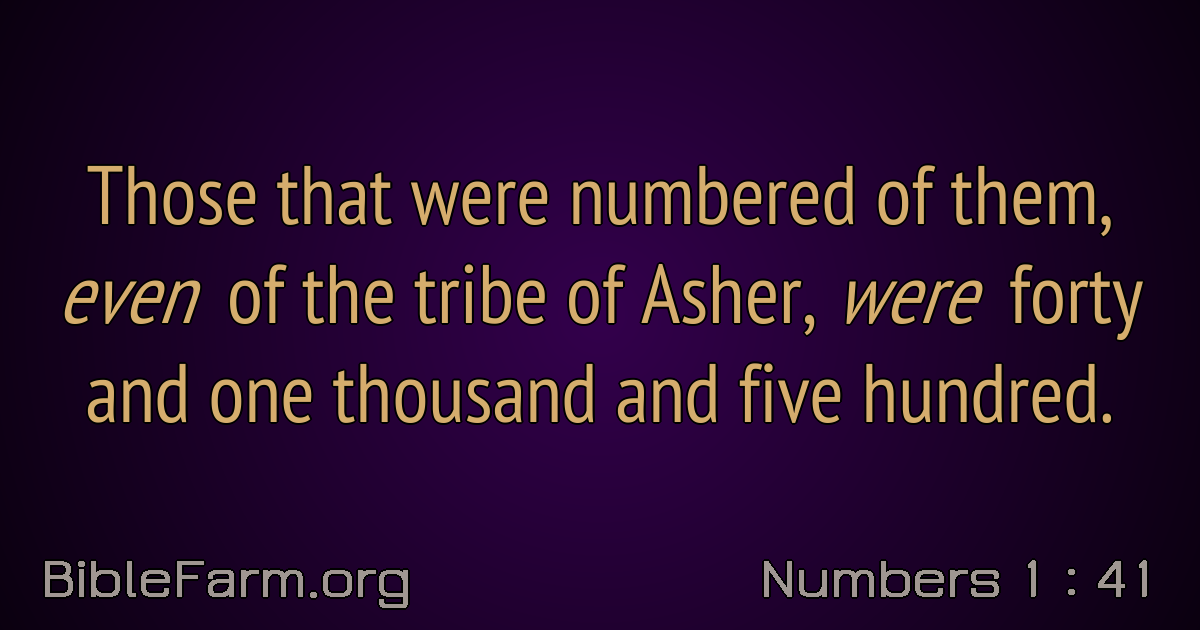 Those that were numbered of them,
even of the tribe of Asher, were forty
and one thousand and five hundred.
BibleFarm.org
Numbers 1 : 41